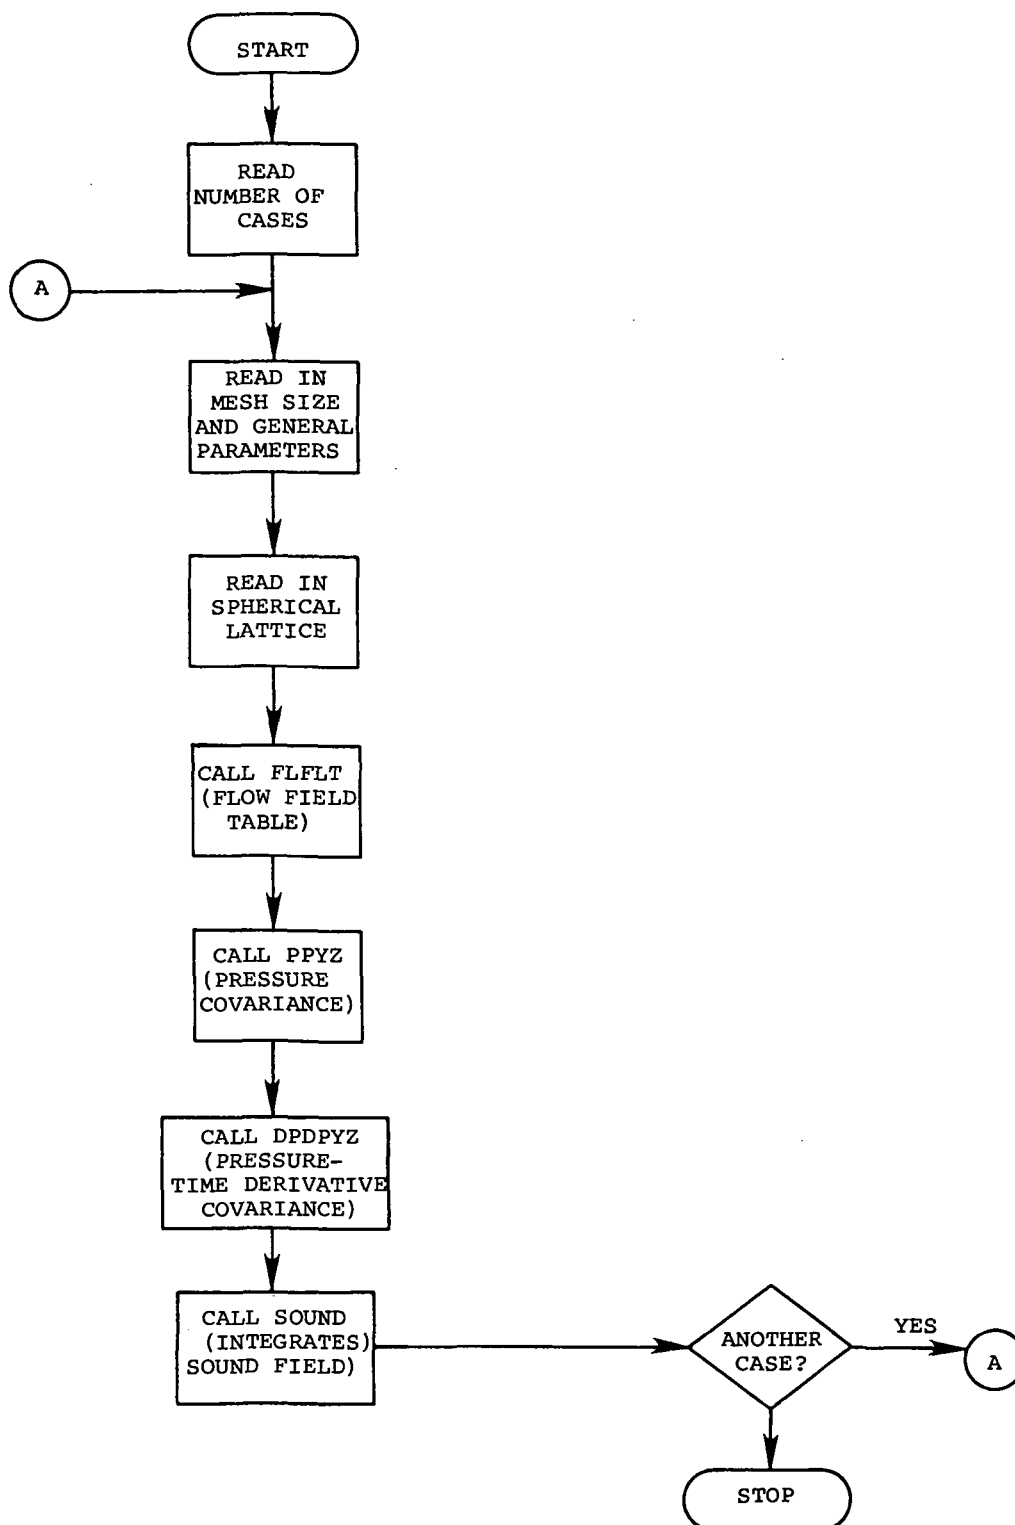 START
READ
NUMBER OF
CASES
A
READ IN
MESH SIZE
AND GENERAL
PARAMETERS
READ IN
SPHERICAL
LATTICE
CALL FLFLT
(FLOW FIELD
TABLE)
CALL PPYZ
(PRESSURE
COVARIANCE)
CALL DPDPYZ
(PRESSURE-
TIME DERIVATIVE
COVARIANCE)
CALL SOUND
(INTEGRATES)
SOUND FIELD)
ANOTHER
CASE?
YES
A
STOP